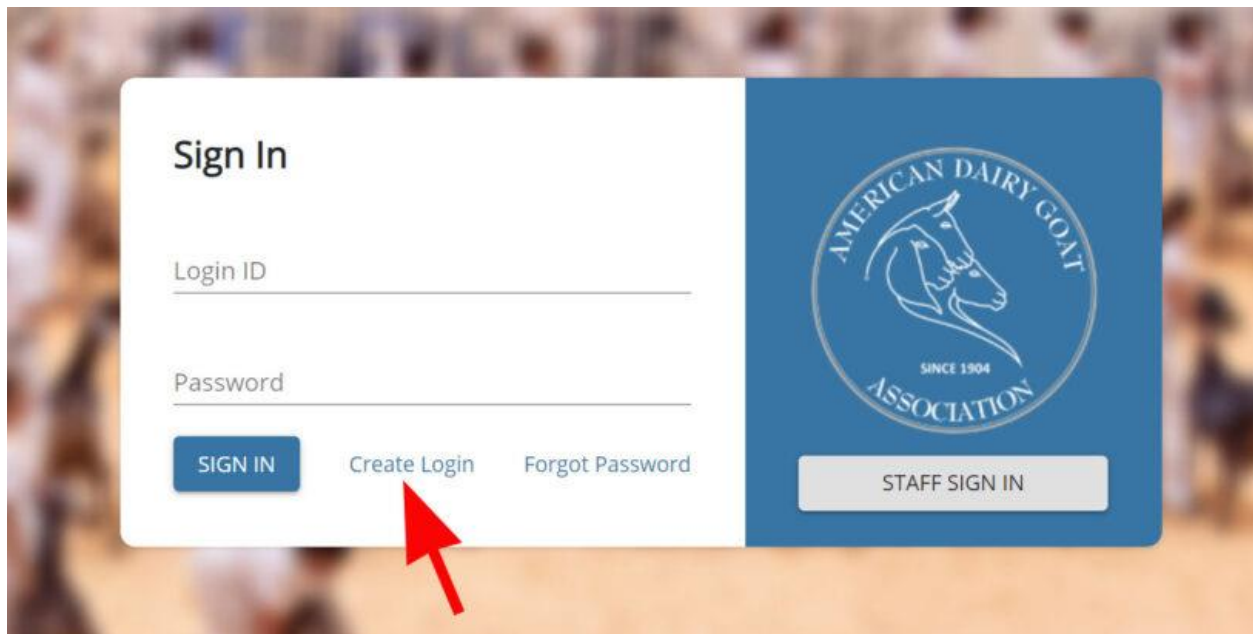 Sign In
Login ID
Password
SIGN IN
Create Login
Forgot Password
AMERICAN DAIRY GOAT
SINCE 1904
ASSOCIATION
STAFF SIGN IN